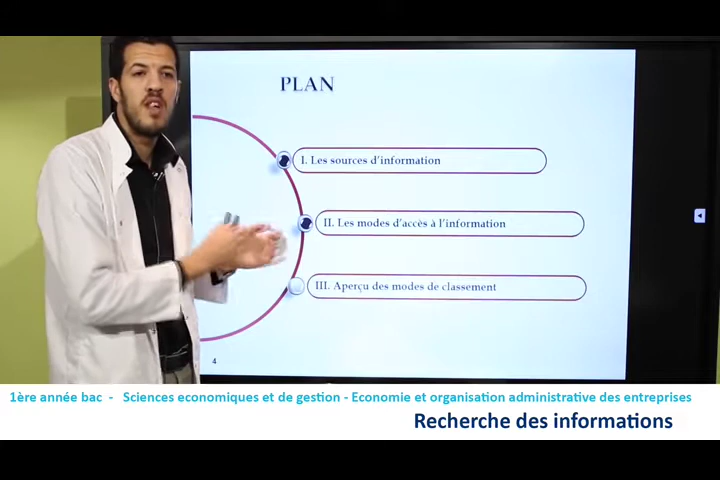 PLAN
I. Les sources d'information
II. Les modes d'accès à l'information
III. Aperçu des modes de classement
4
1ère année bac - Sciences economiques et de gestion - Economie et organisation administrative des entreprises
Recherche des informations